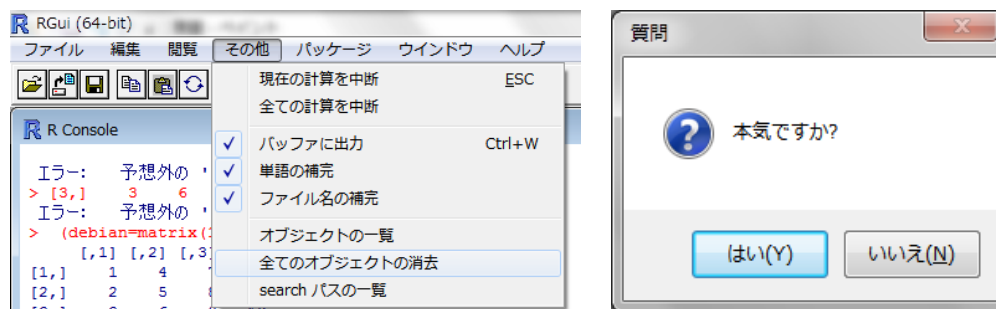 RGui (64-bit)
ファイル 編集 閲覧 その他 パッケージ ウインドウ ヘルプ
現在の計算を中断 ESC
全ての計算を中断
R Console
バッファに出力 Ctrl+W
単語の補完
ファイル名の補完
オブジェクトの一覧
全てのオブジェクトの消去
search パスの一覧
エラー: 予想外の '
> [3,] 3 6
エラー: 予想外の '
> (debian=matrix(
[,1] [,2] [,3]
[1,] 1 4
[2,] 2 5
質問
本気ですか?
はい(Y) いいえ(N)